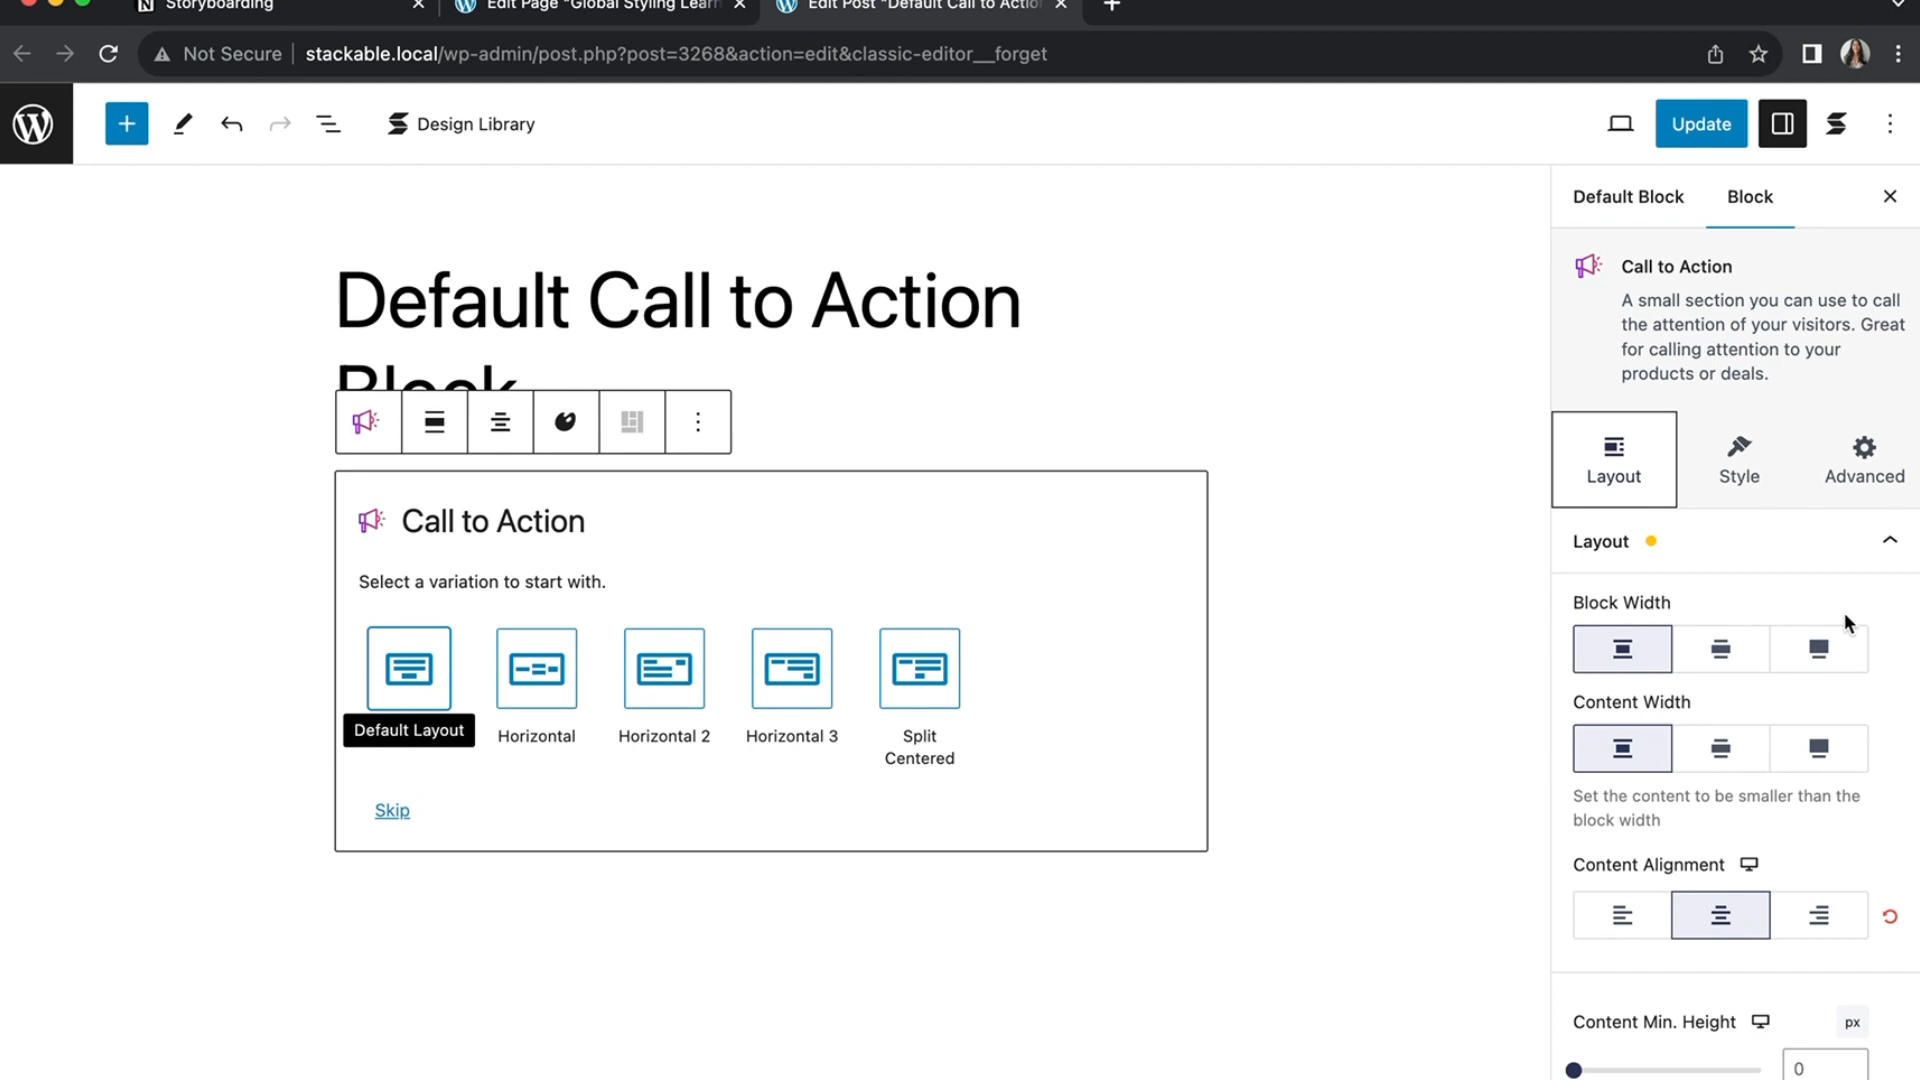 Storyboarding
Edit Page "Global Styling Learn
Edit Post "Default Call to Action
Not Secure
stackable.local/wp-admin/post.php?post=3268&action=edit&classic-editor__forget
Design Library
Update
Default Block
Block
Call to Action
A small section you can use to call
the attention of your visitors. Great
for calling attention to your
products or deals.
Layout
Style
Advanced
Layout
Block Width
Content Width
Set the content to be smaller than the
block width
Content Alignment
Content Min. Height
px
0
Default Call to Action
Block
Call to Action
Select a variation to start with.
Default Layout
Horizontal
Horizontal 2
Horizontal 3
Split
Centered
Skip